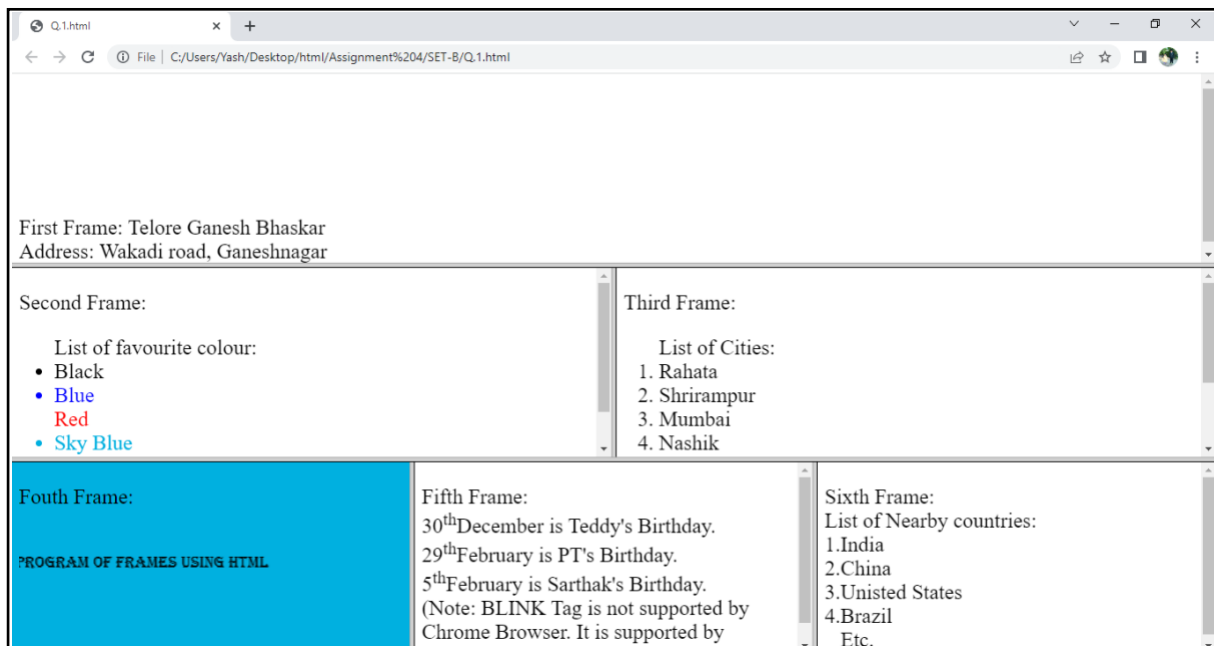 Q.1.html
File | C:/Users/Yash/Desktop/html/Assignment%204/SET-B/Q.1.html
First Frame: Telore Ganesh Bhaskar
Address: Wakadi road, Ganeshnagar
Second Frame:
List of favourite colour:
• Black
• Blue
Red
• Sky Blue
Third Frame:
List of Cities:
1. Rahata
2. Shrirampur
3. Mumbai
4. Nashik
Fouth Frame:
PROGRAM OF FRAMES USING HTML
Fifth Frame:
30thDecember is Teddy's Birthday.
29thFebruary is PT's Birthday.
5thFebruary is Sarthak's Birthday.
(Note: BLINK Tag is not supported by
Chrome Browser. It is supported by
Sixth Frame:
List of Nearby countries:
1.India
2.China
3.Unisted States
4.Brazil
Etc.